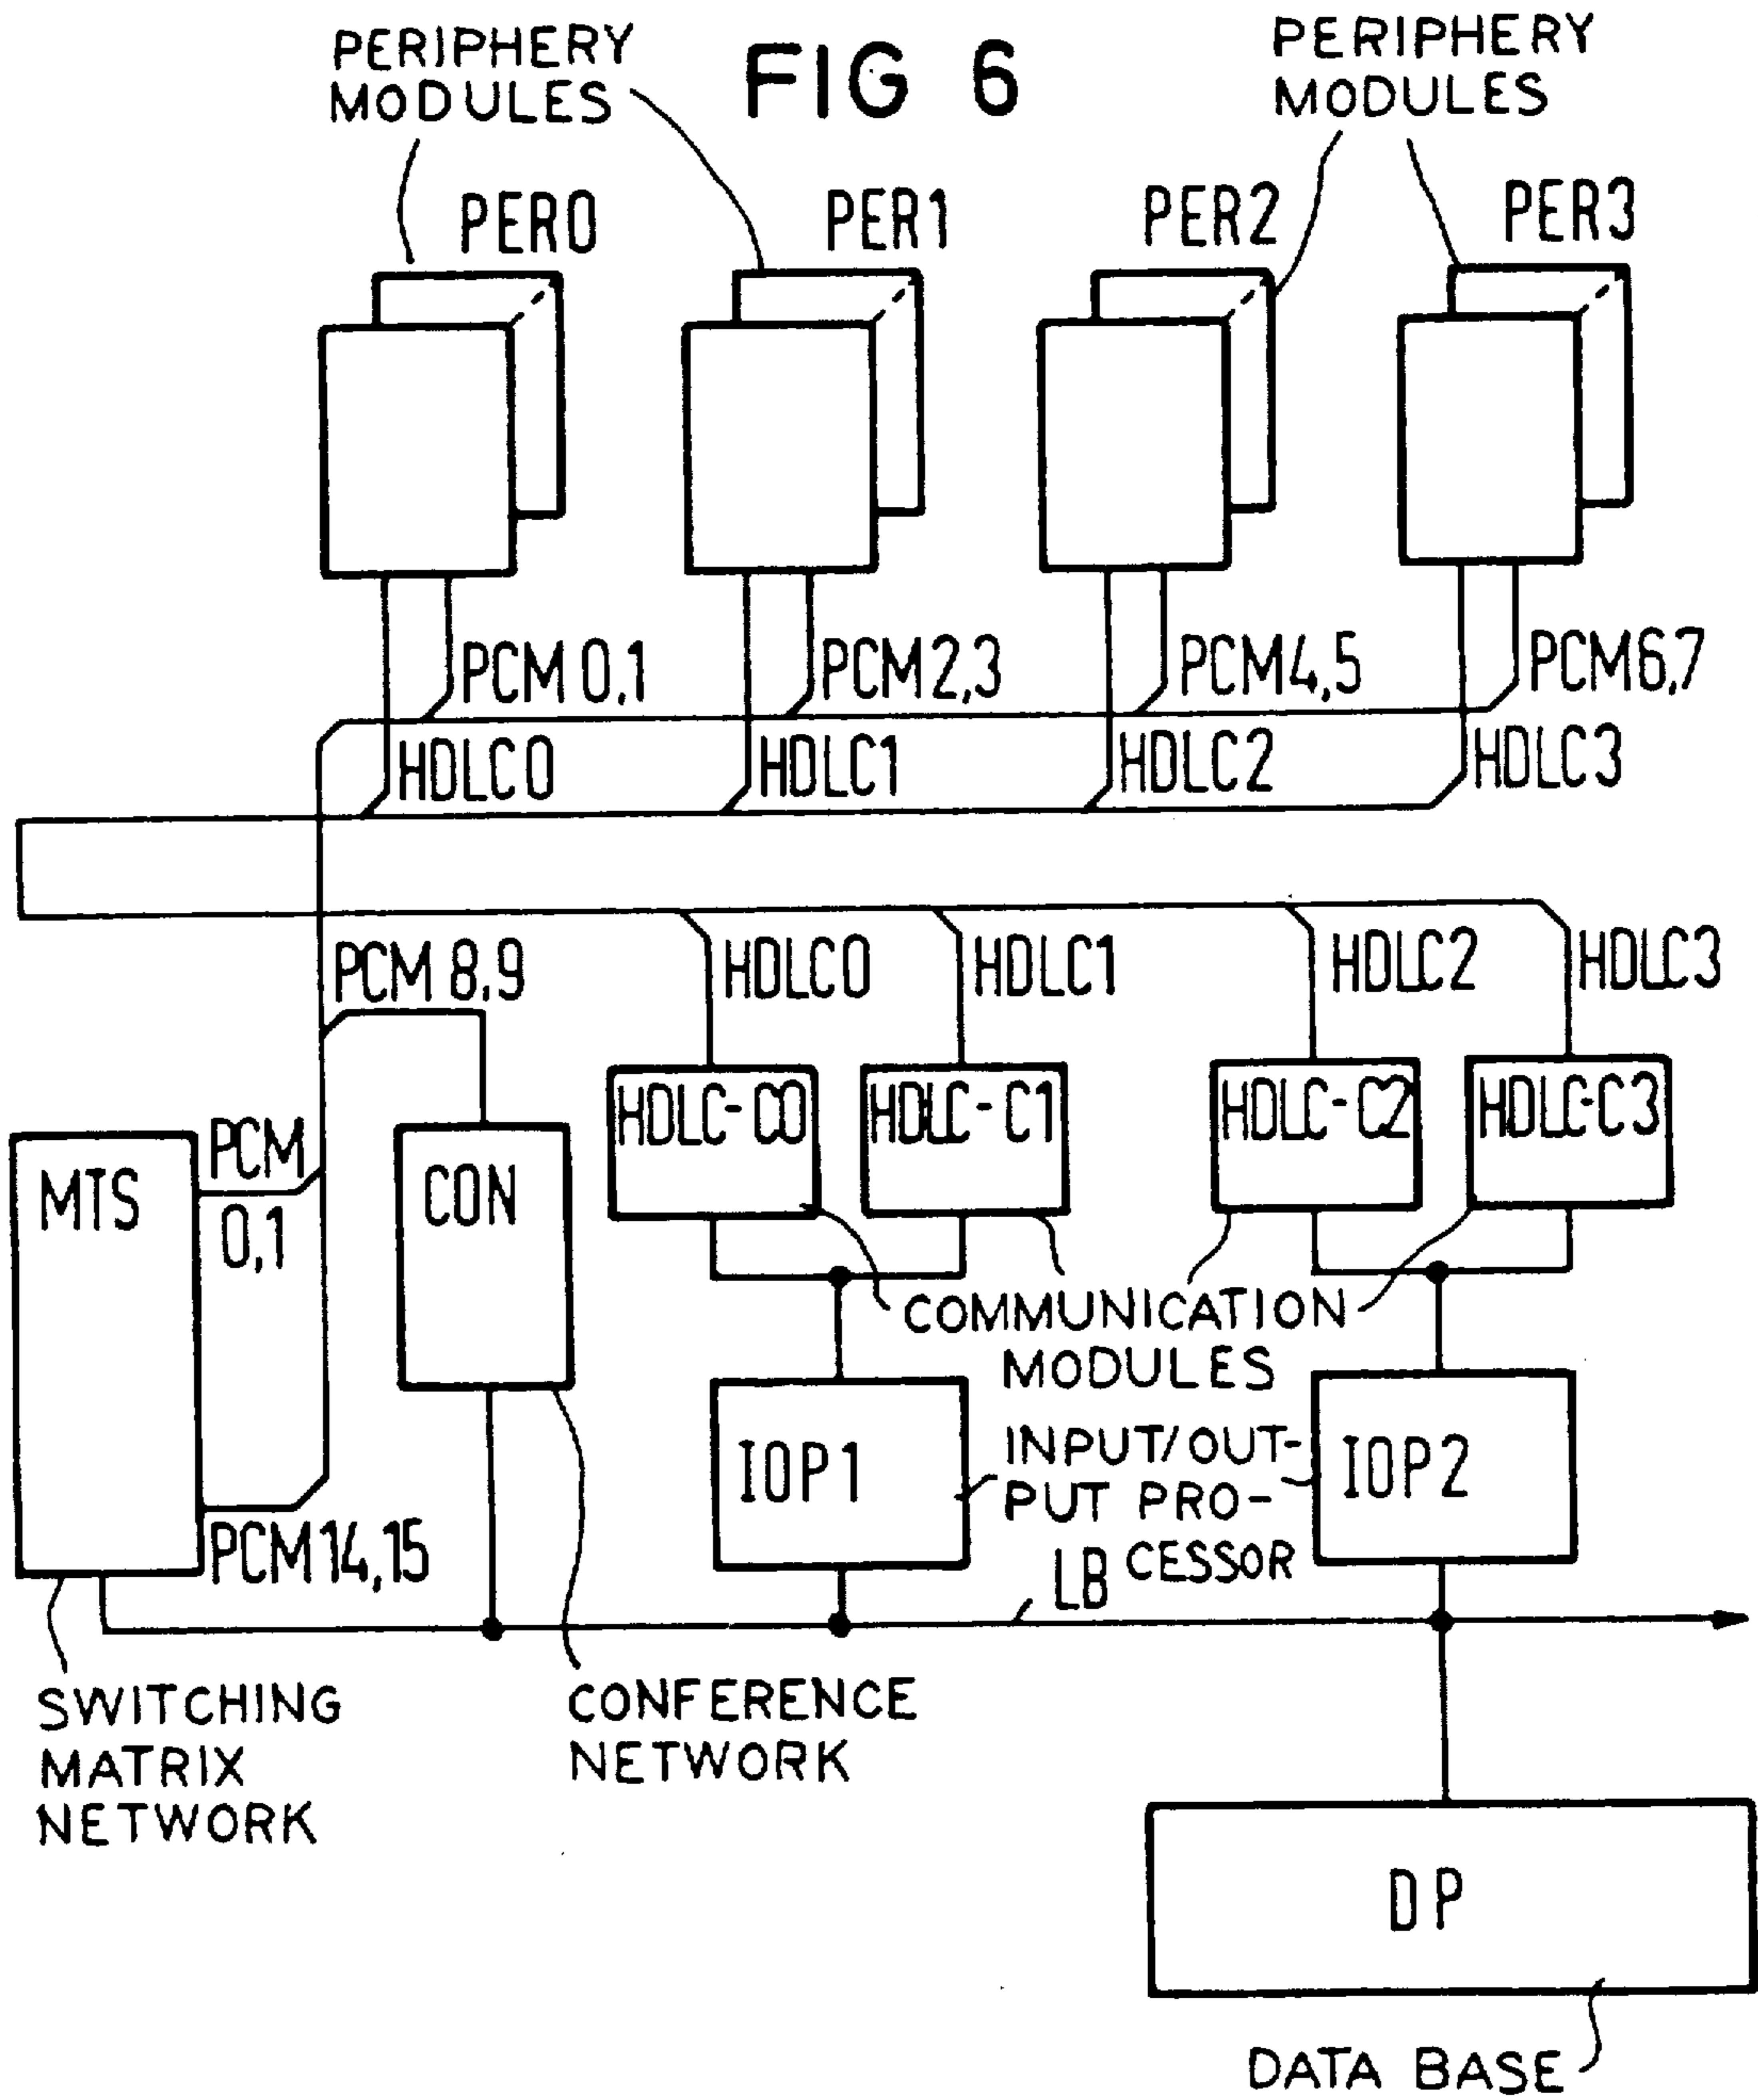 PERIPHERY
MODULES
FIG 6
PERIPHERY
MODULES
PER0
PER1
PER2
PER3
PCM 0,1
PCM 2,3
PCM4,5
PCM6,7
HDLC0
HDLC1
HDLC2
HDLC3
PCM 8,9
HDLC0
HDLC1
HDLC2
HDLC3
HDLC-C0
HDLC-C1
HDLC-C2
HDLC-C3
MTS
PCM
0,1
CON
COMMUNICATION
MODULES
IOP1
INPUT/OUT-
PUT PRO-
CESSOR
IOP2
PCM14,15
LB
SWITCHING
MATRIX
NETWORK
CONFERENCE
NETWORK
DP
DATA BASE